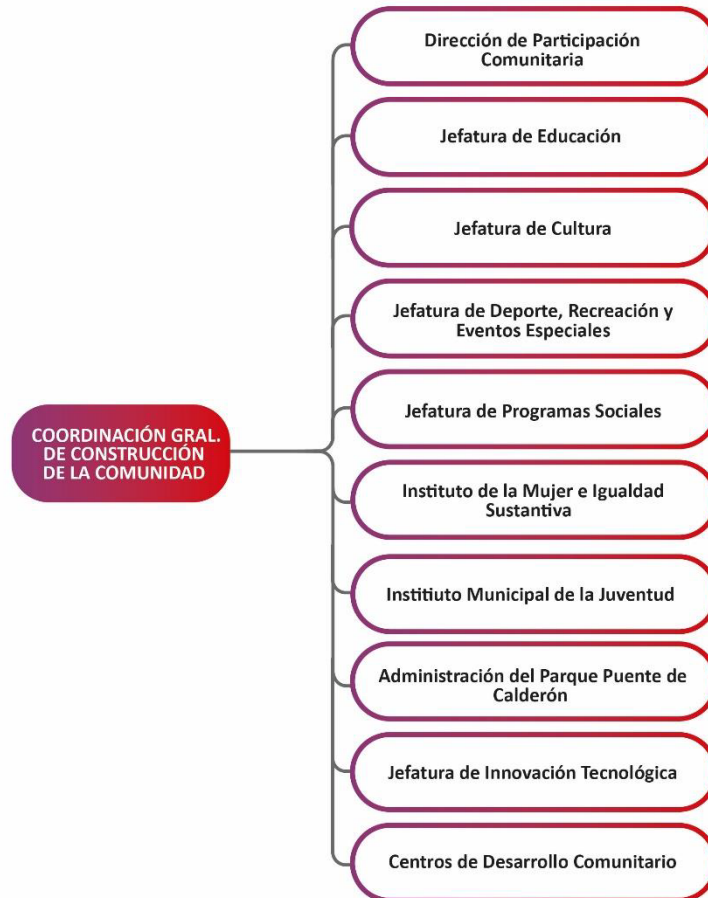 Dirección de Participación
Comunitaria
Jefatura de Educación
Jefatura de Cultura
Jefatura de Deporte, Recreación y
Eventos Especiales
Jefatura de Programas Sociales
COORDINACIÓN GRAL.
DE CONSTRUCCIÓN
DE LA COMUNIDAD
Instituto de la Mujer e Igualdad
Sustantiva
Institiuto Municipal de la Juventud
Administración del Parque Puente de
Calderón
Jefatura de Innovación Tecnológica
Centros de Desarrollo Comunitario